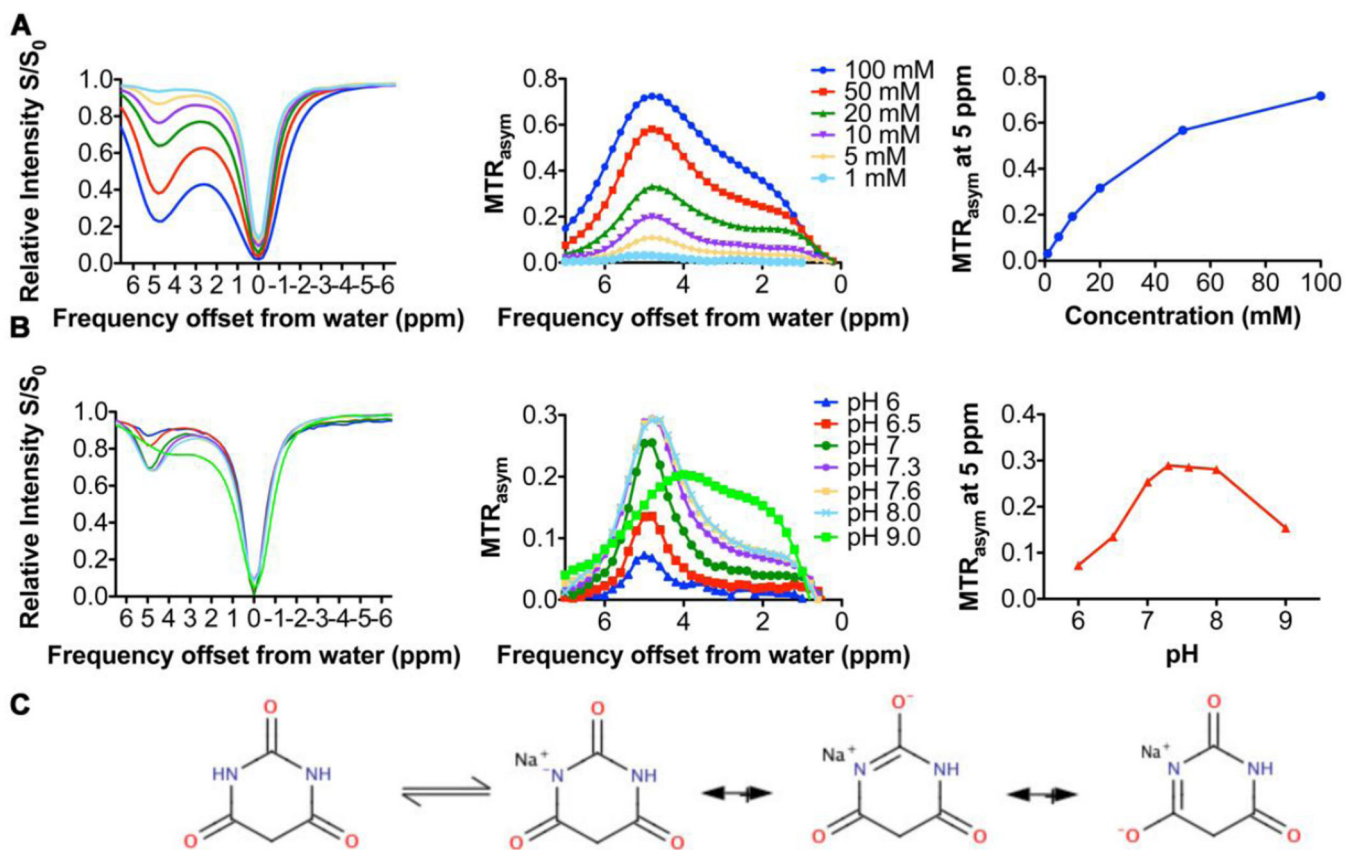 A
Relative Intensity S/S0
1.0
0.8
0.6
0.4
0.2
0.0
6 5 4 3 2 1 0 -1 -2 -3 -4 -5 -6
Frequency offset from water (ppm)
MTRasym
0.8
0.6
0.4
0.2
0.0
6 4 2 0
Frequency offset from water (ppm)
100 mM
50 mM
20 mM
10 mM
5 mM
1 mM
MTRasym at 5 ppm
0.8
0.6
0.4
0.2
0.0
0 20 40 60 80 100
Concentration (mM)
B
Relative Intensity S/S0
1.0
0.8
0.6
0.4
0.2
0.0
6 5 4 3 2 1 0 -1 -2 -3 -4 -5 -6
Frequency offset from water (ppm)
MTRasym
0.3
0.2
0.1
0.0
6 4 2 0
Frequency offset from water (ppm)
pH 6
pH 6.5
pH 7
pH 7.3
pH 7.6
pH 8.0
pH 9.0
MTRasym at 5 ppm
0.4
0.3
0.2
0.1
0.0
6 7 8 9
pH
C
O
HN NH
O O
O
Na+
-N NH
O O
O-
Na+
N NH
O O
O
Na+
N NH
-O O